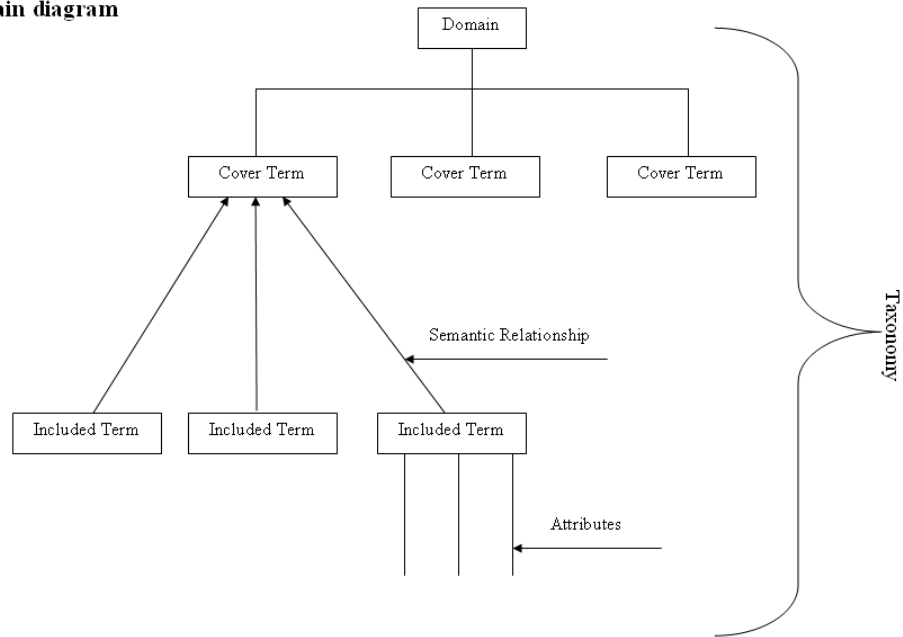 ain diagram
Domain
Cover Term
Cover Term
Cover Term
Semantic Relationship
Taxonomy
Included Term
Included Term
Included Term
Attributes